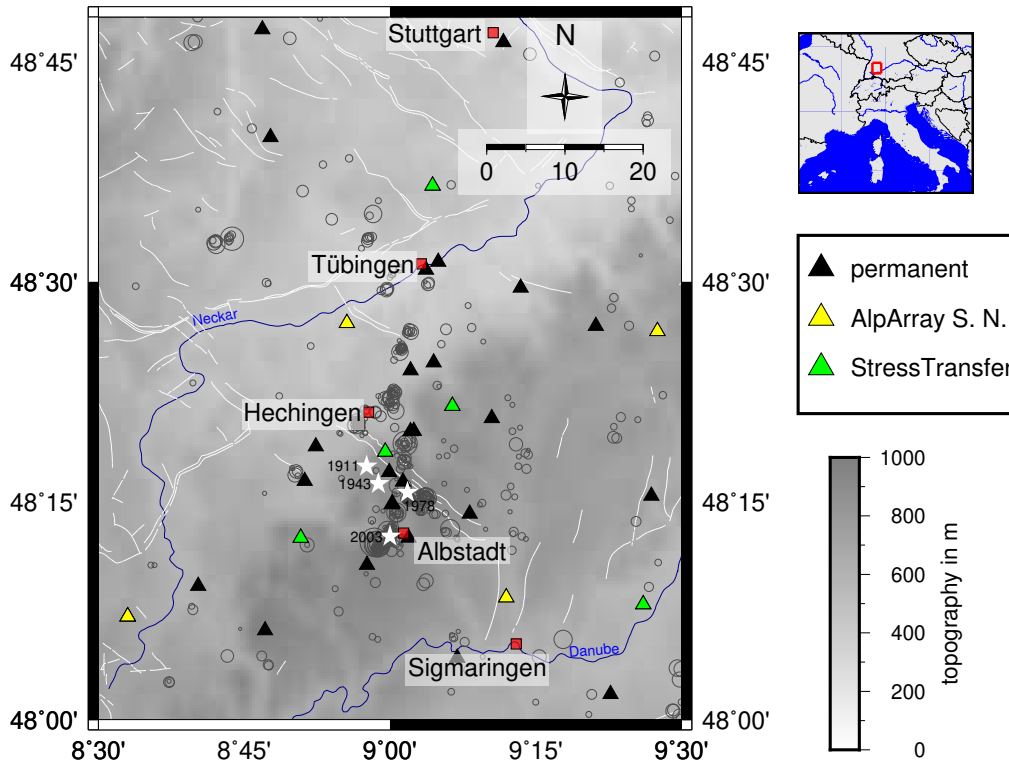 Stuttgart
N
48°45'
48°45'
0
10
20
Tübingen
48°30'
48°30'
permanent
Neckar
AlpArray S. N.
StressTransfer
Hechingen
1911
1943
1978
48°15'
48°15'
2003
Albstadt
1000
800
600
400
200
0
topography in m
Danube
Sigmaringen
48°00'
48°00'
8°30'
8°45'
9°00'
9°15'
9°30'